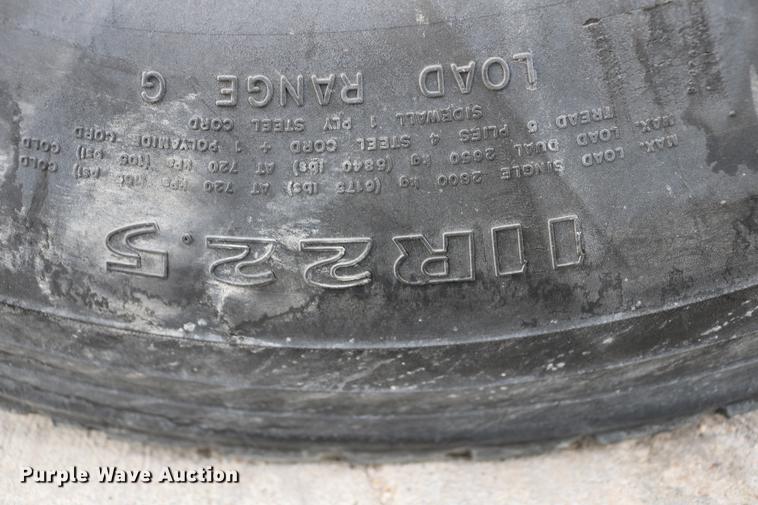 11R22.5
MAX. LOAD SINGLE 2800 kg (6175 lbs) AT 720 KPA (105 psi) COLD
MAX. LOAD DUAL 2650 kg (5840 lbs) AT 720 KPA (105 psi) COLD
TREAD 5 PLIES 4 STEEL CORD + 1 POLYAMIDE CORD
SIDEWALL 1 PLY STEEL CORD
LOAD RANGE G
Purple Wave Auction